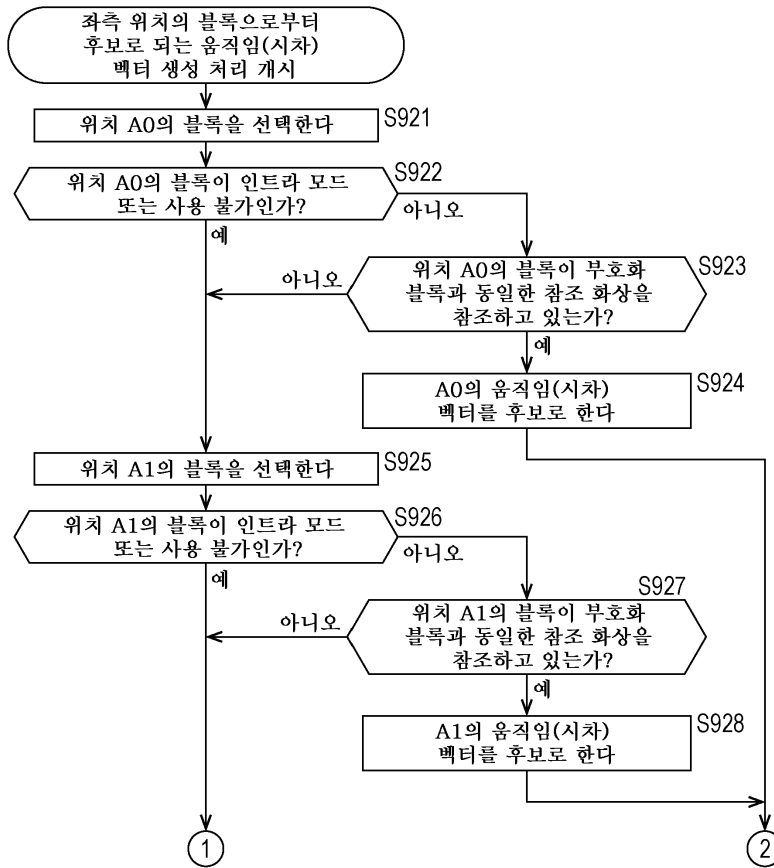 좌측 위치의 블록으로부터
후보로 되는 움직임(시차)
벡터 생성 처리 개시
위치 A0의 블록을 선택한다
S921
위치 A0의 블록이 인트라 모드
또는 사용 불가인가?
S922
아니오
예
위치 A0의 블록이 부호화
블록과 동일한 참조 화상을
참조하고 있는가?
S923
아니오
예
A0의 움직임(시차)
벡터를 후보로 한다
S924
위치 A1의 블록을 선택한다
S925
위치 A1의 블록이 인트라 모드
또는 사용 불가인가?
S926
아니오
예
S927
위치 A1의 블록이 부호화
블록과 동일한 참조 화상을
참조하고 있는가?
아니오
예
A1의 움직임(시차)
벡터를 후보로 한다
S928
1
2